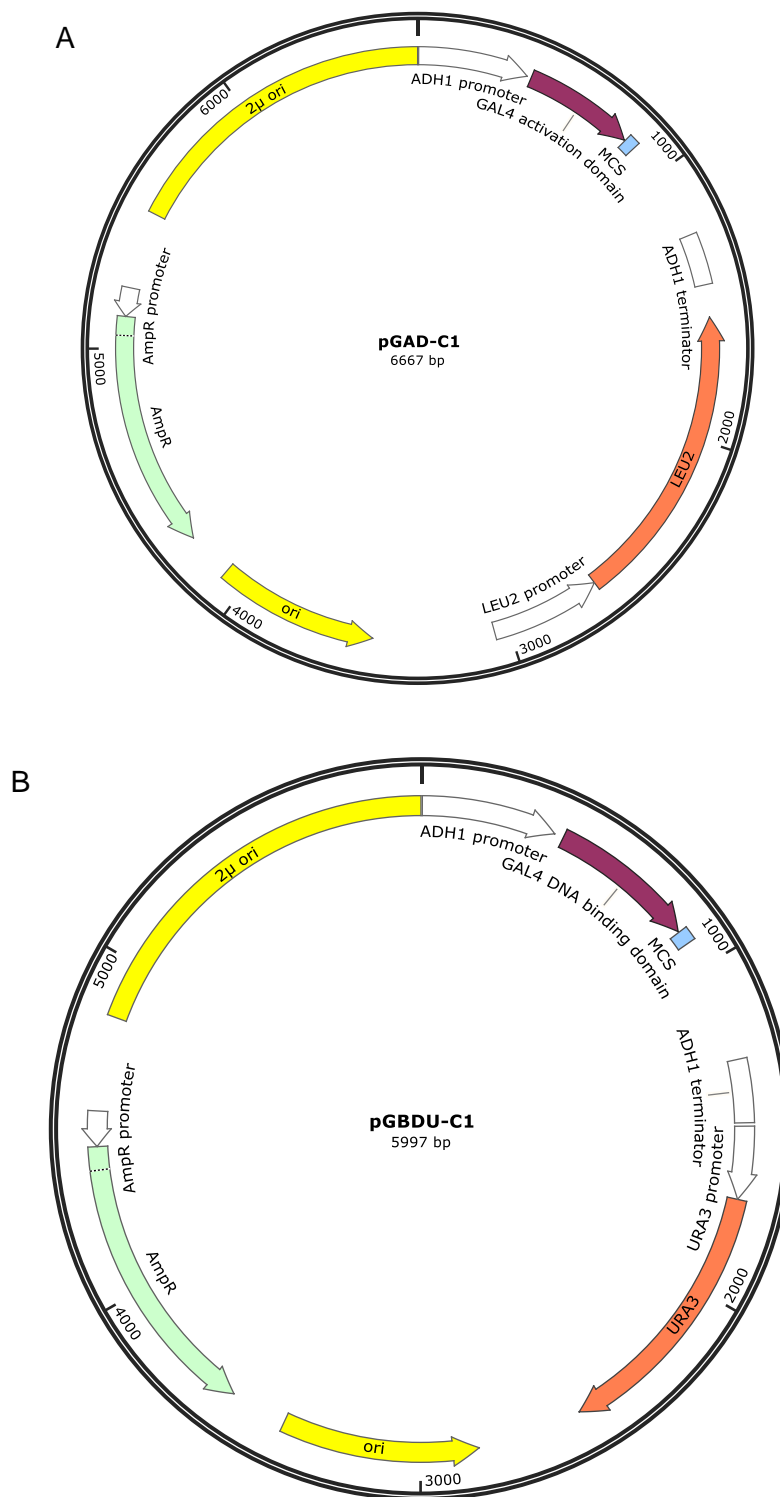 A
2μ ori
ADH1 promoter
GAL4 activation domain
MCS
1000
ADH1 terminator
LEU2
2000
LEU2 promoter
3000
ori
4000
AmpR
AmpR promoter
5000
6000
pGAD-C1
6667 bp
B
2μ ori
ADH1 promoter
GAL4 DNA binding domain
MCS
1000
ADH1 terminator
URA3 promoter
URA3
2000
3000
ori
4000
AmpR
AmpR promoter
5000
pGBDU-C1
5997 bp